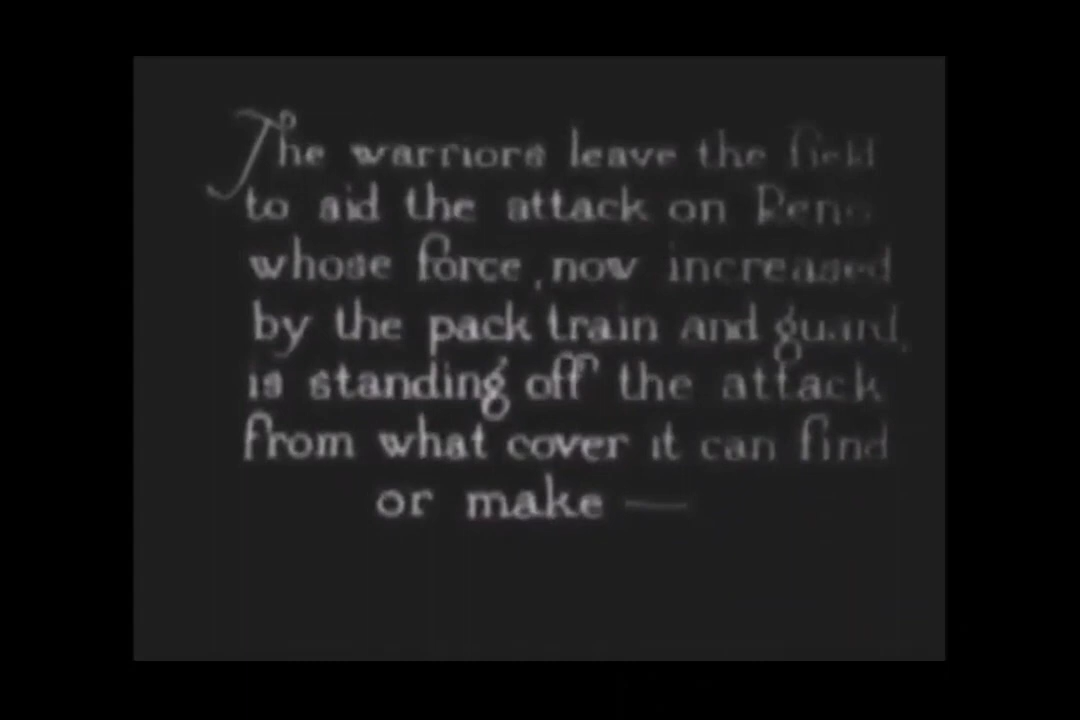 The warriors leave the field
to aid the attack on Reno
whose force, now increased
by the pack train and guard,
is standing off the attack
from what cover it can find
or make —